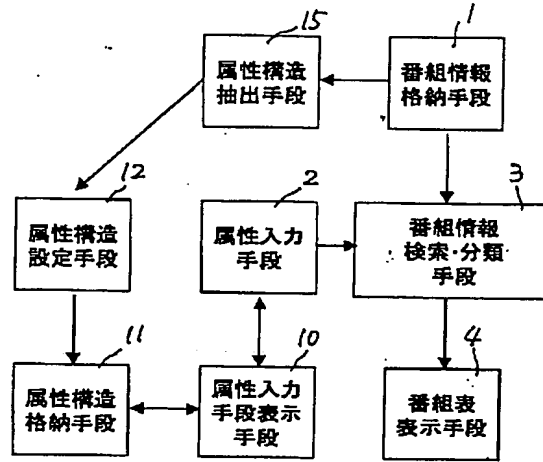 15
属性構造
抽出手段
1
番組情報
格納手段
12
属性構造
設定手段
2
属性入力
手段
3
番組情報
検索・分類
手段
11
属性構造
格納手段
10
属性入力
手段表示
手段
4
番組表
表示手段